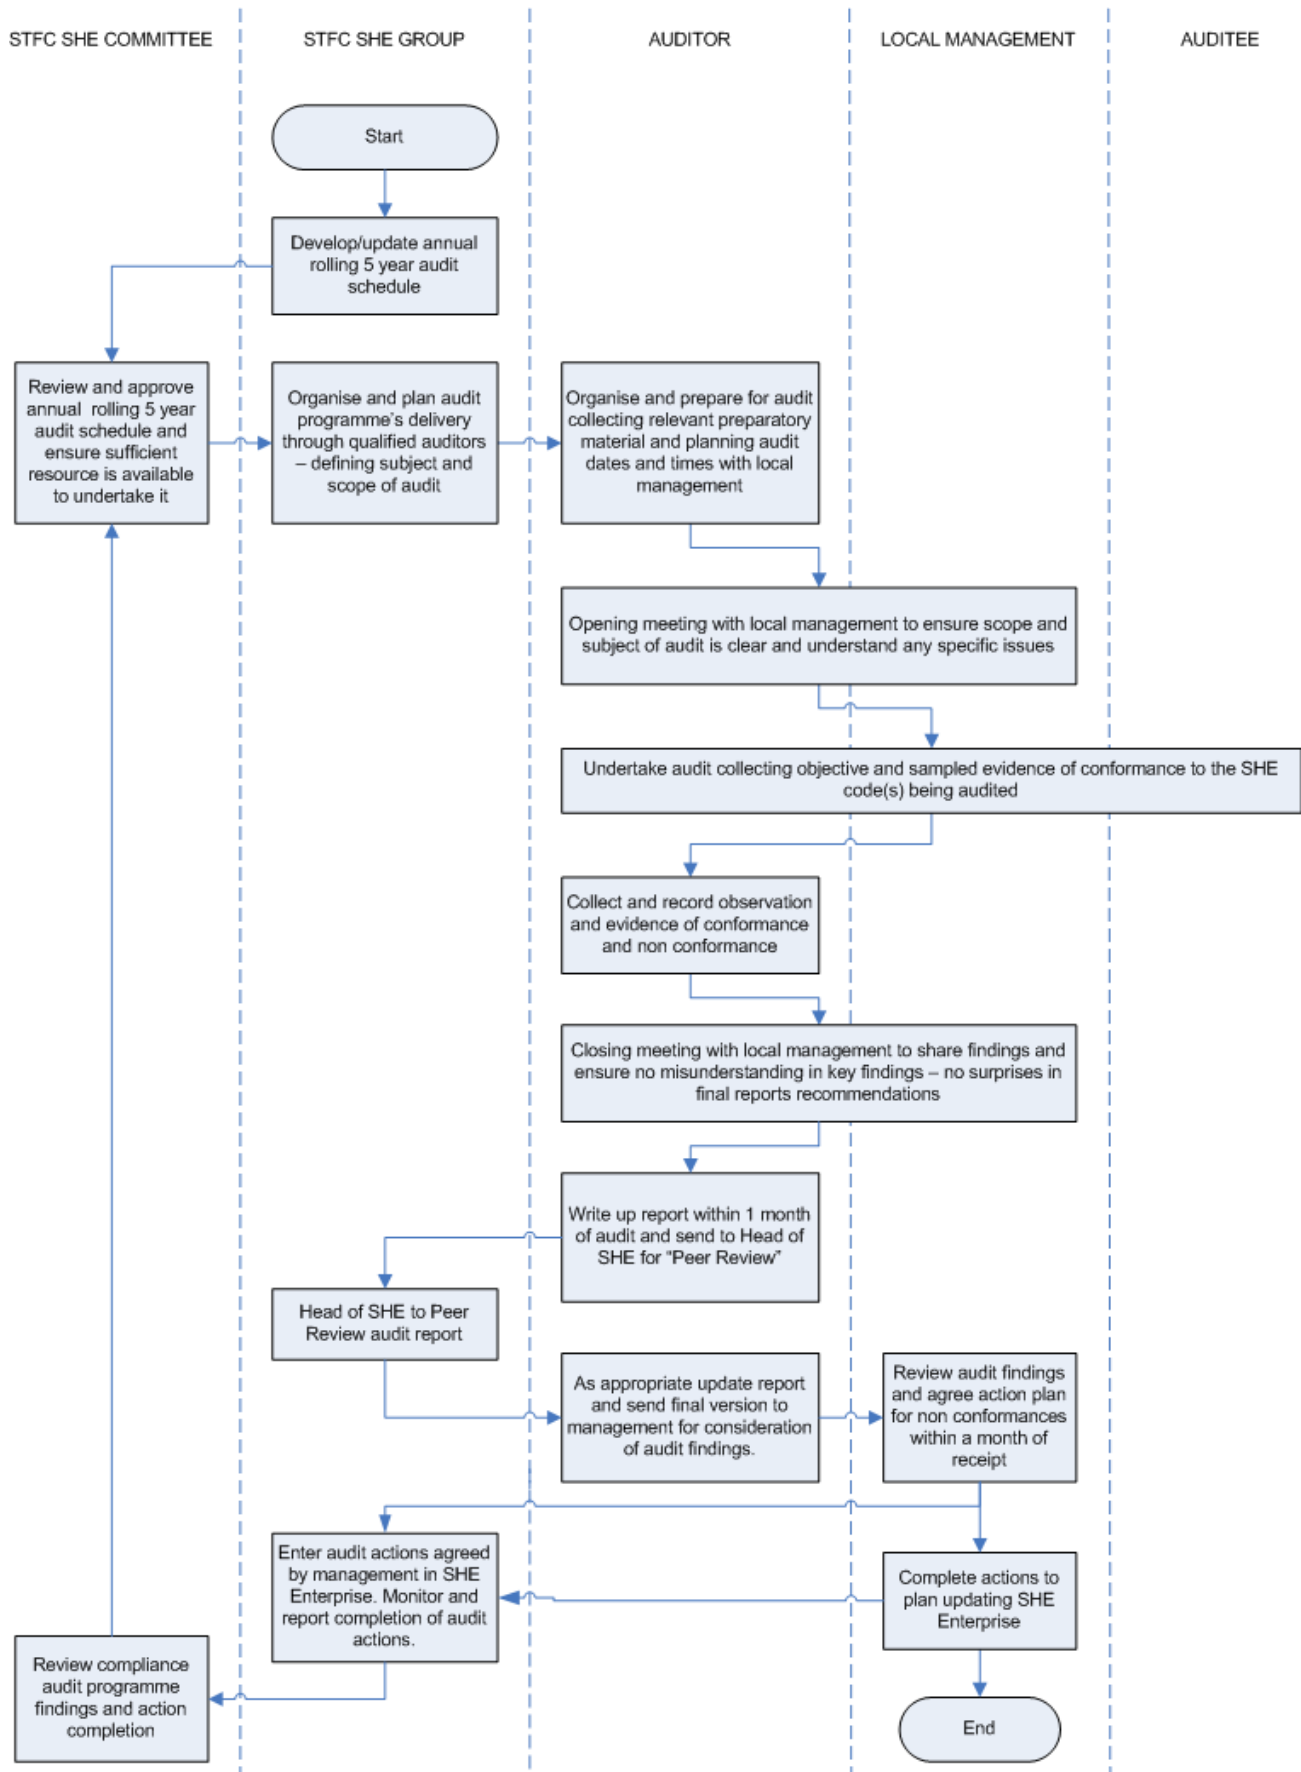 STFC SHE COMMITTEE
STFC SHE GROUP
AUDITOR
LOCAL MANAGEMENT
AUDITEE
Start
Develop/update annual
rolling 5 year audit
schedule
Review and approve
annual rolling 5 year
audit schedule and
ensure sufficient
resource is available
to undertake it
Organise and plan audit
programme's delivery
through qualified auditors
– defining subject and
scope of audit
Organise and prepare for audit
collecting relevant preparatory
material and planning audit
dates and times with local
management
Opening meeting with local management to ensure scope and
subject of audit is clear and understand any specific issues
Undertake audit collecting objective and sampled evidence of conformance to the SHE
code(s) being audited
Collect and record observation
and evidence of conformance
and non conformance
Closing meeting with local management to share findings and
ensure no misunderstanding in key findings – no surprises in
final reports recommendations
Write up report within 1 month
of audit and send to Head of
SHE for “Peer Review”
Head of SHE to Peer
Review audit report
As appropriate update report
and send final version to
management for consideration
of audit findings.
Review audit findings
and agree action plan
for non conformances
within a month of
receipt
Enter audit actions agreed
by management in SHE
Enterprise. Monitor and
report completion of audit
actions.
Complete actions to
plan updating SHE
Enterprise
Review compliance
audit programme
findings and action
completion
End